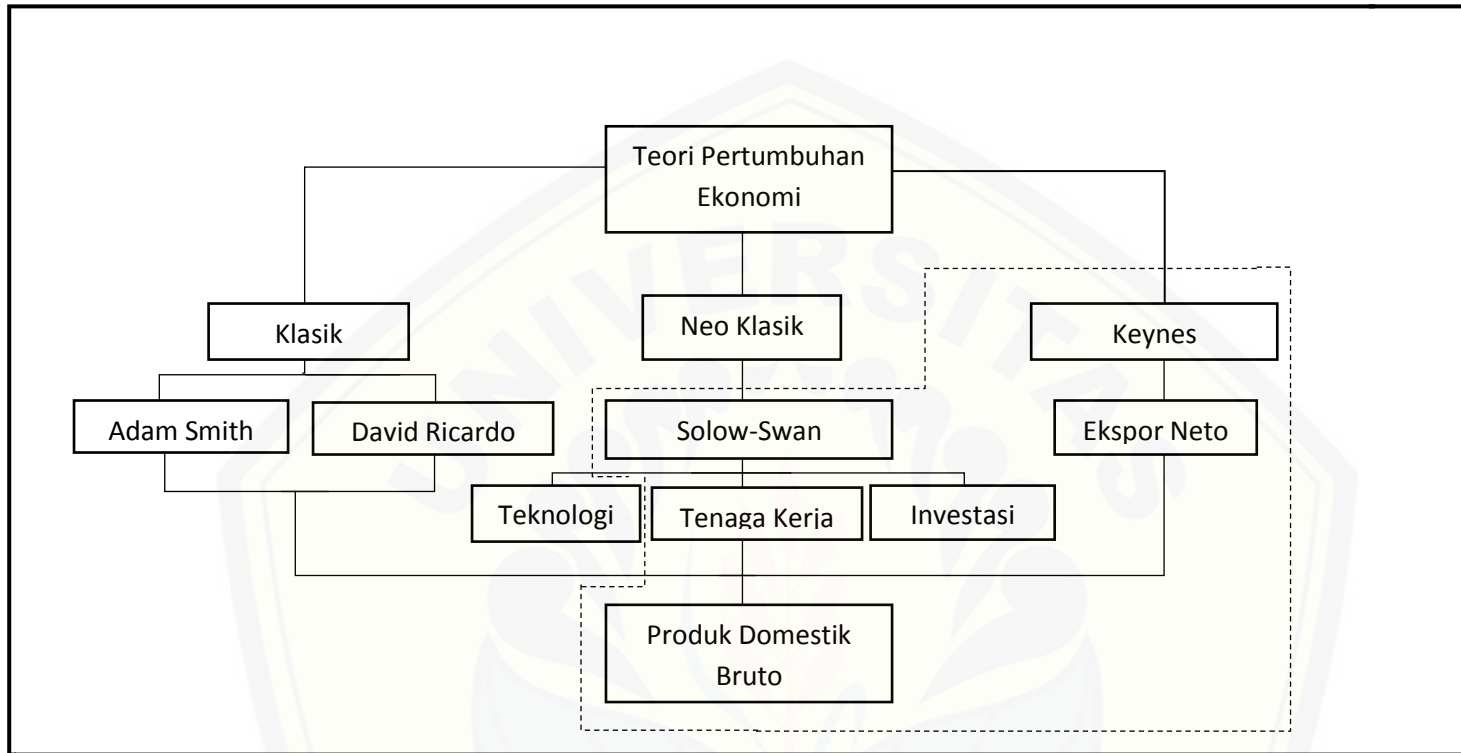 Teori Pertumbuhan
Ekonomi
UNIVERSITAS
Klasik
Neo Klasik
Keynes
Adam Smith
David Ricardo
Solow-Swan
Ekspor Neto
Teknologi
Tenaga Kerja
Investasi
Produk Domestik
Bruto